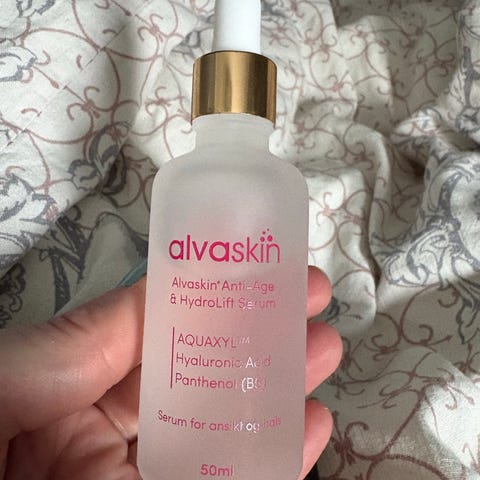 alvaskin
Alvaskin® Anti-Age
& HydroLift Serum
AQUAXYL™
Hyaluronic Acid
Panthenol (B5)
Serum for ansikt og hals
50ml